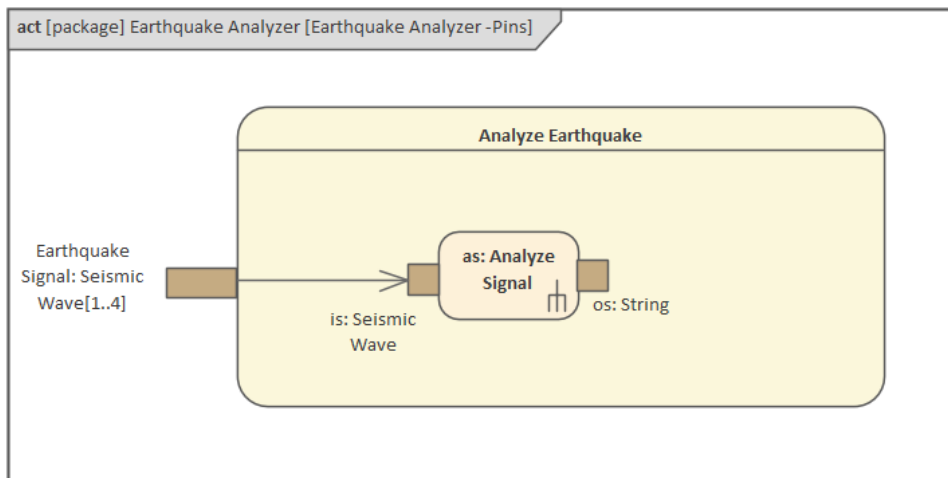 act [package] Earthquake Analyzer [Earthquake Analyzer -Pins]
Analyze Earthquake
Earthquake
Signal: Seismic
Wave[1..4]
as: Analyze
Signal
is: Seismic
Wave
os: String